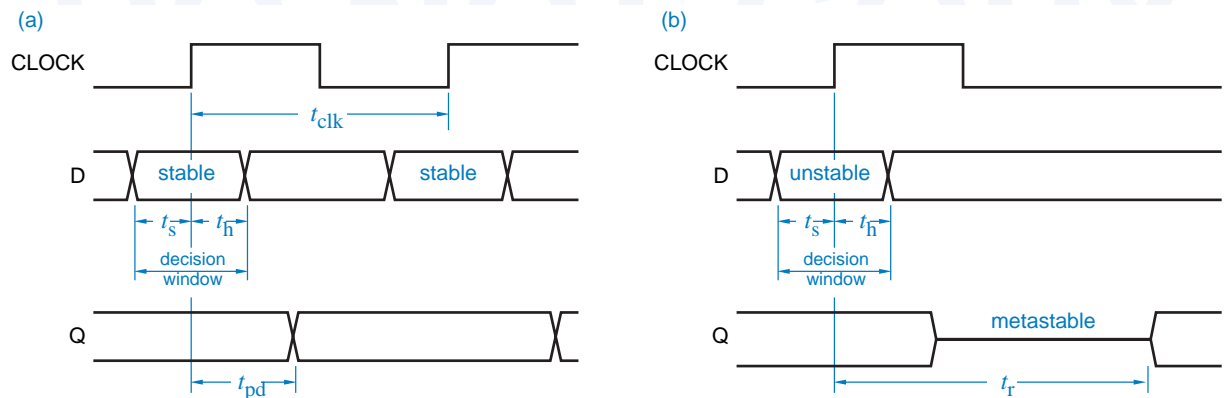 (a)
CLOCK
t_clk
D
stable
stable
t_s
t_h
decision
window
Q
t_pd
(b)
CLOCK
D
unstable
t_s
t_h
decision
window
Q
metastable
t_r